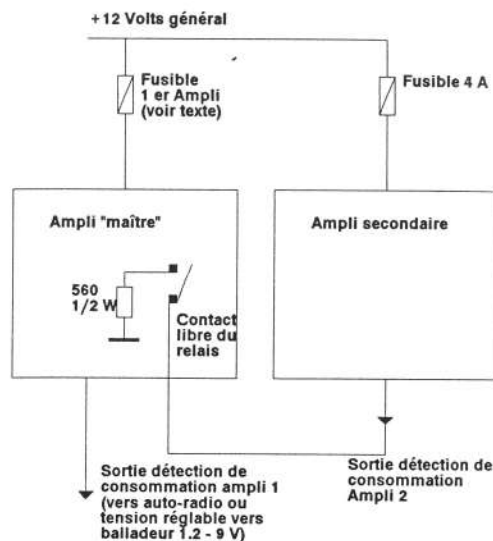 +12 Volts général
Fusible
1 er Ampli
(voir texte)
Fusible 4 A
Ampli "maître"
Ampli secondaire
560
1/2 W
Contact
libre du
relais
Sortie détection de
consommation ampli 1
(vers auto-radio ou
tension réglable vers
balladeur 1.2 - 9 V)
Sortie détection de
consommation
Ampli 2